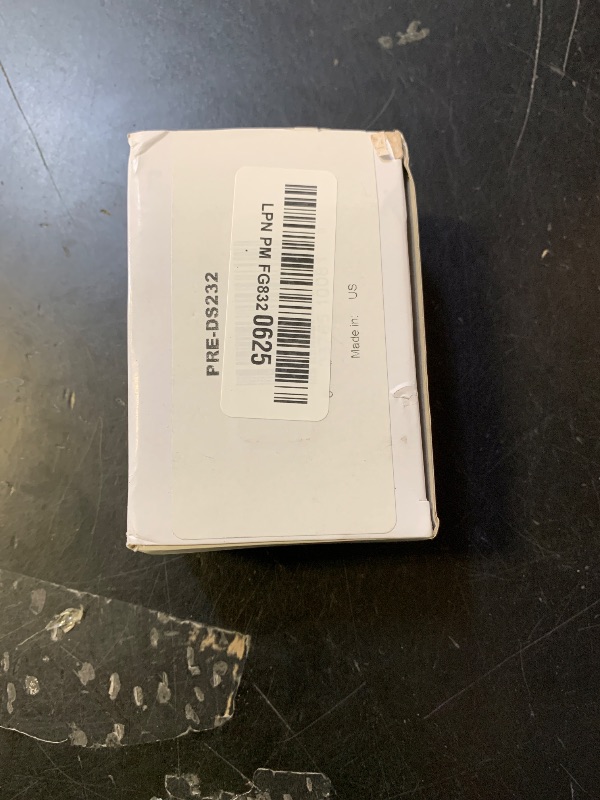 PRE-DS232
LPN PM FG832 0625
Made in: US